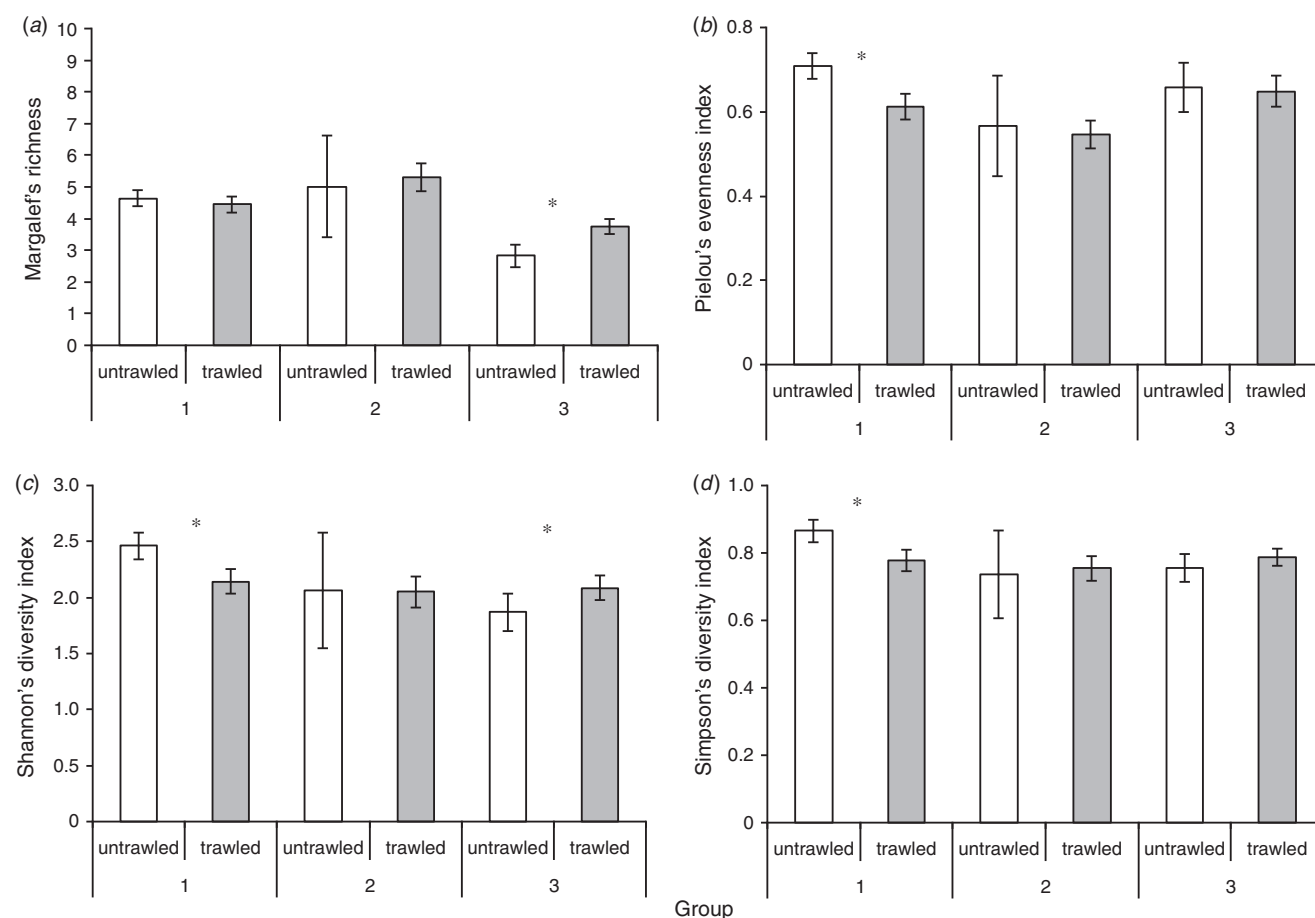 (a)
Margalef's richness
10
9
8
7
6
5
4
3
2
1
0
*
untrawled trawled untrawled trawled untrawled trawled
1 2 3
(b)
Pielou's evenness index
0.8
0.6
0.4
0.2
0
*
untrawled trawled untrawled trawled untrawled trawled
1 2 3
(c)
Shannon's diversity index
3.0
2.5
2.0
1.5
1.0
0.5
0
* *
untrawled trawled untrawled trawled untrawled trawled
1 2 3
(d)
Simpson's diversity index
1.0
0.8
0.6
0.4
0.2
0
*
untrawled trawled untrawled trawled untrawled trawled
1 2 3
Group